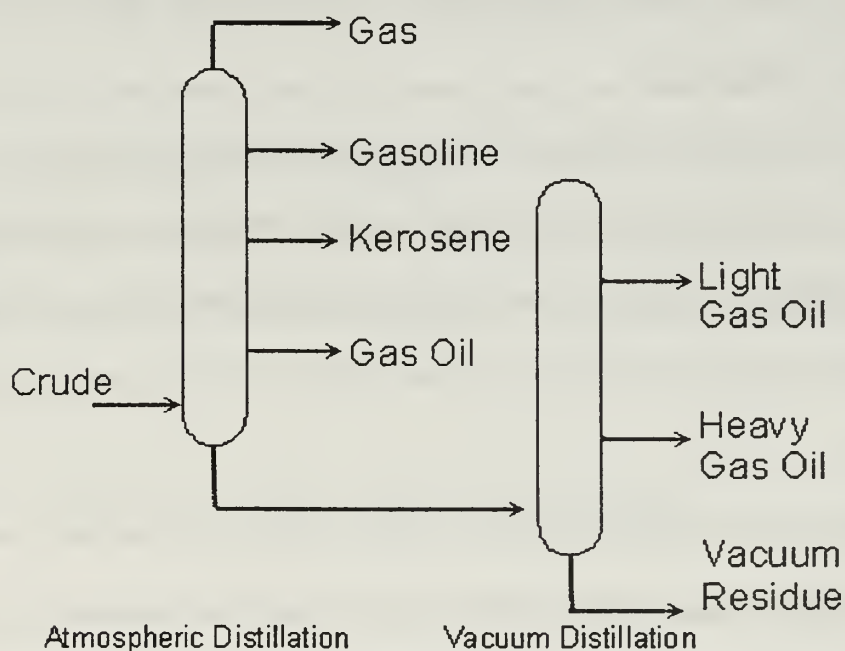 Gas
Gasoline
Kerosene
Gas Oil
Crude
Light
Gas Oil
Heavy
Gas Oil
Vacuum
Residue
Atmospheric Distillation
Vacuum Distillation